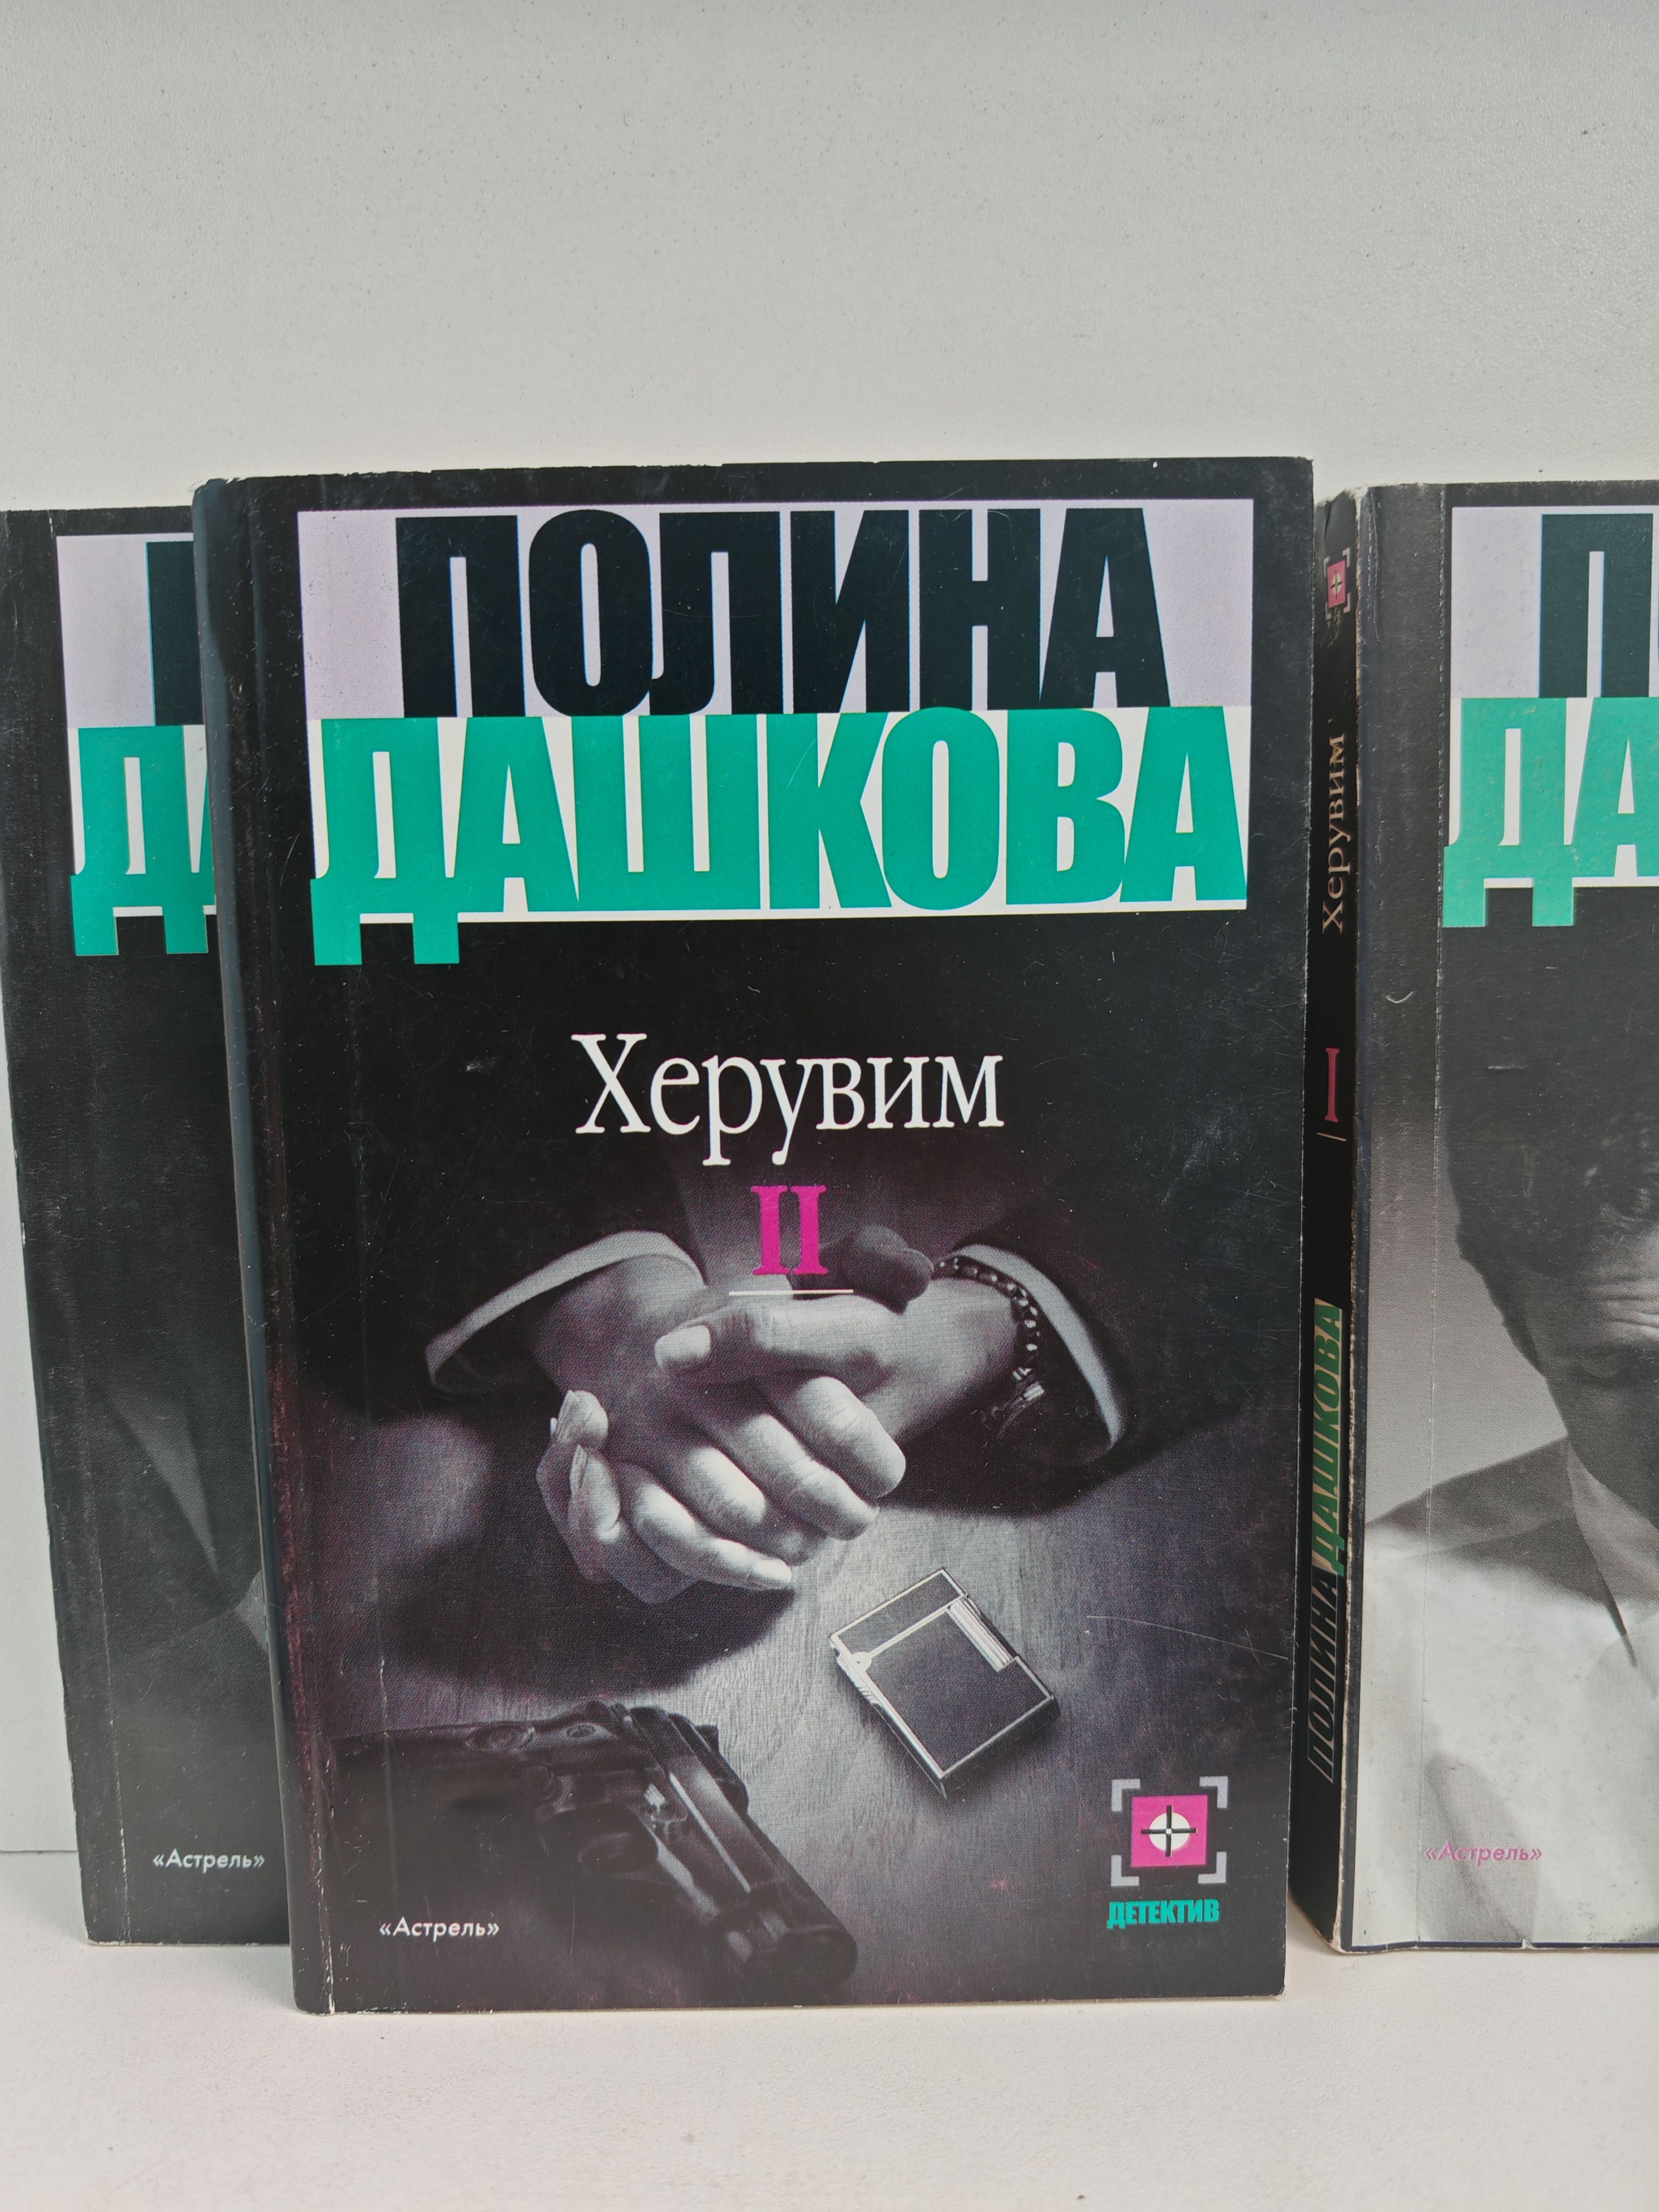 ПОЛИНА
ДАШКОВА
Херувим
II
«Астрель»
ДЕТЕКТИВ
«Астрель»
ПОЛИНА ДАШКОВА
Херувим
I
«Астрель»